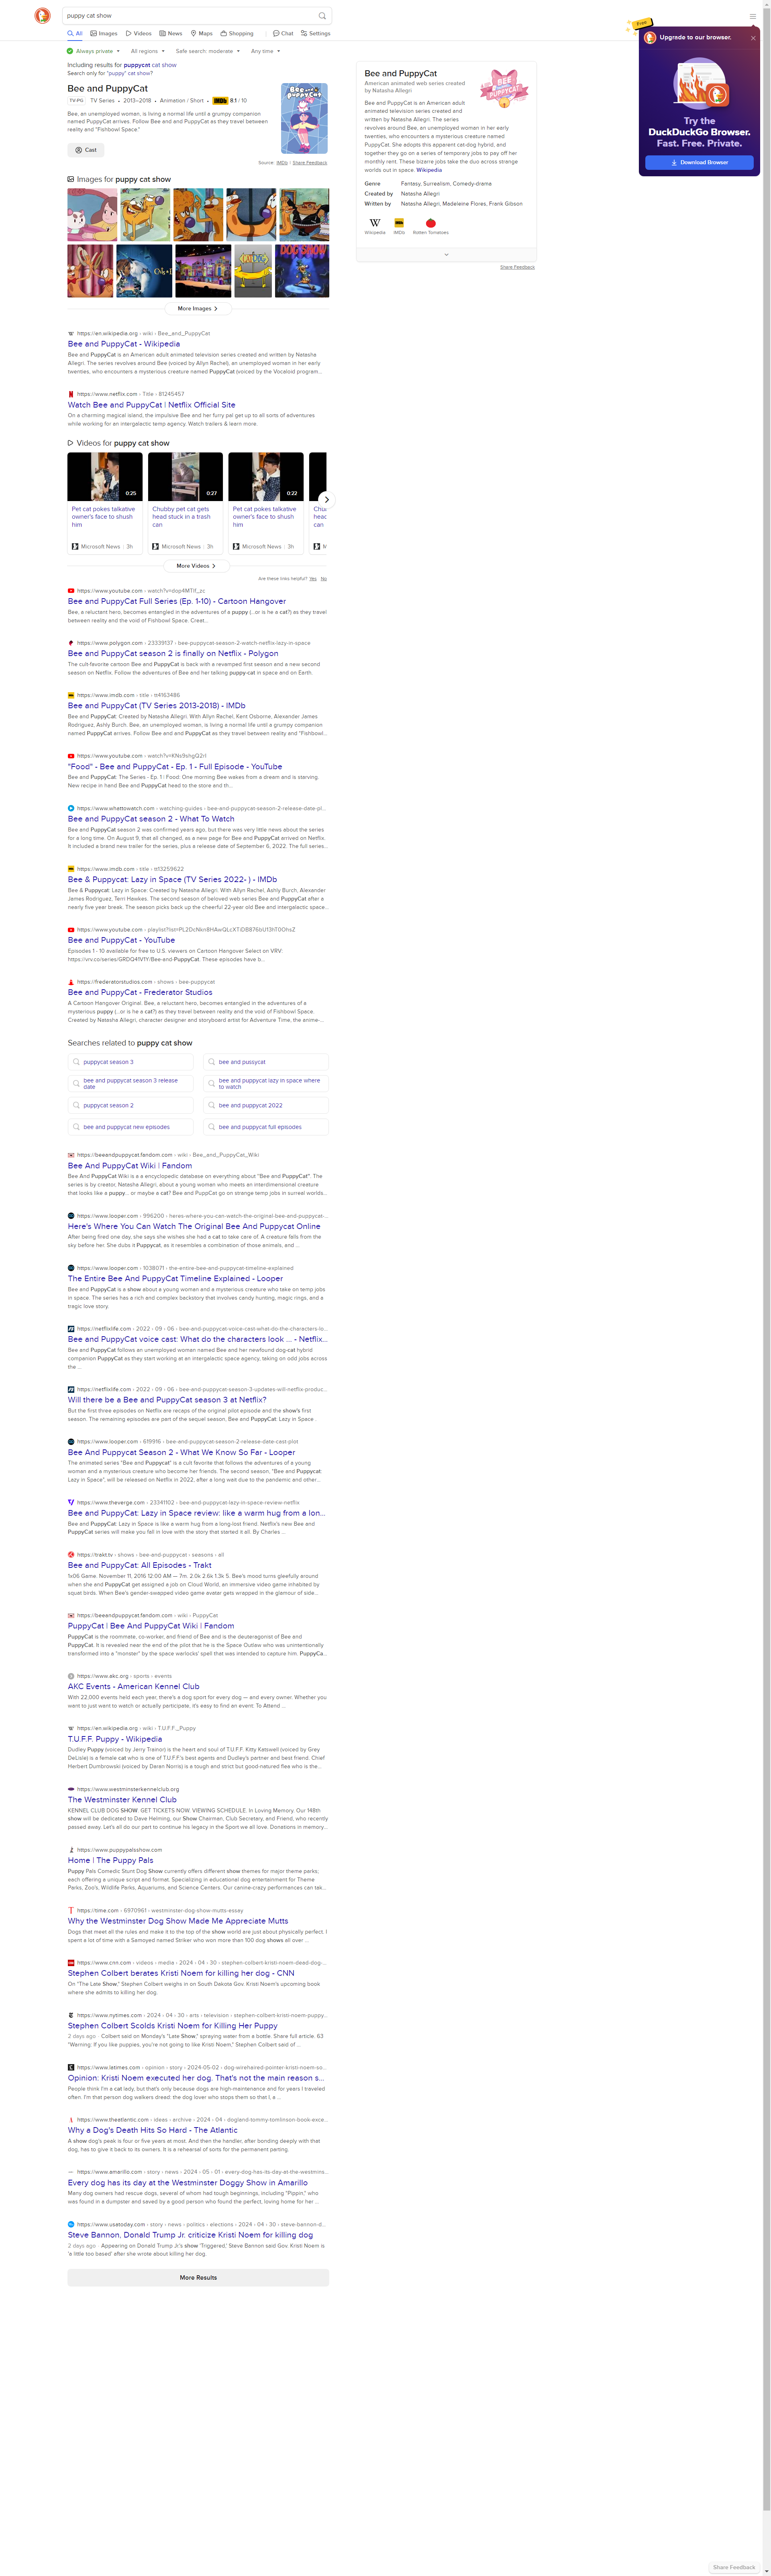 puppy cat show
All Images Videos News Maps Shopping Chat Settings
Always private All regions Safe search: moderate Any time
Free
Upgrade to our browser.
Try the
DuckDuckGo Browser.
Fast. Free. Private.
Download Browser
Including results for puppycat cat show
Search only for "puppy" cat show?
Bee and PuppyCat
TV-PG TV Series • 2013–2018 • Animation / Short • IMDb 8.1 / 10
Bee, an unemployed woman, is living a normal life until a grumpy companion
named PuppyCat arrives. Follow Bee and PuppyCat as they travel between
reality and "Fishbowl Space."
Cast
Source: IMDb | Share Feedback
Bee and PuppyCat
American animated web series created
by Natasha Allegri
Bee and PuppyCat is an American adult
animated television series created and
written by Natasha Allegri. The series
revolves around Bee, an unemployed woman in her early
twenties, who encounters a mysterious creature named
PuppyCat. She adopts this apparent cat-dog hybrid, and
together they go on a series of temporary jobs to pay off her
monthly rent. These bizarre jobs take the duo across strange
worlds out in space. Wikipedia
Genre Fantasy, Surrealism, Comedy-drama
Created by Natasha Allegri
Written by Natasha Allegri, Madeleine Flores, Frank Gibson
Wikipedia IMDb Rotten Tomatoes
Share Feedback
Images for puppy cat show
More Images
https://en.wikipedia.org › wiki › Bee_and_PuppyCat
Bee and PuppyCat - Wikipedia
Bee and PuppyCat is an American adult animated television series created and written by Natasha
Allegri. The series revolves around Bee (voiced by Allyn Rachel), an unemployed woman in her early
twenties, who encounters a mysterious creature named PuppyCat (voiced by the Vocaloid program...
https://www.netflix.com › Title › 81245457
Watch Bee and PuppyCat | Netflix Official Site
On a charming magical island, the impulsive Bee and her furry pal get up to all sorts of adventures
while working for an intergalactic temp agency. Watch trailers & learn more.
Videos for puppy cat show
0:25 0:27 0:22
Pet cat pokes talkative owner's face to shush him
Microsoft News | 3h
Chubby pet cat gets head stuck in a trash can
Microsoft News | 3h
Pet cat pokes talkative owner's face to shush him
Microsoft News | 3h
More Videos
Are these links helpful? Yes No
https://www.youtube.com › watch?v=dop4MTlf_zc
Bee and PuppyCat Full Series (Ep. 1-10) - Cartoon Hangover
Bee, a reluctant hero, becomes entangled in the adventures of a puppy (...or is he a cat?) as they travel
between reality and the void of Fishbowl Space. Creat...
https://www.polygon.com › 23339137 › bee-puppycat-season-2-watch-netflix-lazy-in-space
Bee and PuppyCat season 2 is finally on Netflix - Polygon
The cult-favorite cartoon Bee and PuppyCat is back with a revamped first season and a new second
season on Netflix. Follow the adventures of Bee and her talking puppy-cat in space and on Earth.
https://www.imdb.com › title › tt4163486
Bee and PuppyCat (TV Series 2013-2018) - IMDb
Bee and PuppyCat: Created by Natasha Allegri. With Allyn Rachel, Kent Osborne, Alexander James
Rodriguez, Ashly Burch. Bee, an unemployed woman, is living a normal life until a grumpy companion
named PuppyCat arrives. Follow Bee and PuppyCat as they travel between reality and "Fishbowl...
"Food" - Bee and PuppyCat - Ep. 1 - Full Episode - YouTube
Bee and PuppyCat: The Series - Ep. 1 | Food: One morning Bee wakes from a dream and is starving.
New recipe in hand Bee and PuppyCat head to the store and th...
https://www.whattowatch.com › watching-guides › bee-and-puppycat-season-2-release-date-pl...
Bee and PuppyCat season 2 - What To Watch
Bee and PuppyCat season 2 was confirmed years ago, but there was very little news about the series
for a long time. On August 9, that all changed, as a new page for Bee and PuppyCat arrived on Netflix.
It included a brand new trailer for the series, plus a release date of September 6, 2022. The full series...
https://www.imdb.com › title › tt13259622
Bee & Puppycat: Lazy in Space (TV Series 2022- ) - IMDb
Bee & Puppycat: Lazy in Space: Created by Natasha Allegri. With Allyn Rachel, Ashly Burch, Alexander
James Rodriguez, Terri Hawkes. The second season of beloved web series Bee and PuppyCat after a
nearly five year break. The season picks back up the cheerful 22-year old Bee and intergalactic space...
Bee and PuppyCat - YouTube
Episodes 1 - 10 available for free to U.S. viewers on Cartoon Hangover Select on VRV:
https://vrv.co/series/GRDQ41V1Y/Bee-and-PuppyCat. These episodes have b...
https://frederatorstudios.com › shows › bee-puppycat
Bee and PuppyCat - Frederator Studios
A Cartoon Hangover Original. Bee, a reluctant hero, becomes entangled in the adventures of a
mysterious puppy (...or is he a cat?) as they travel between reality and the void of Fishbowl Space.
Created by Natasha Allegri, character designer and storyboard artist for Adventure Time, the anime-...
Searches related to puppy cat show
puppycat season 3
bee and pussycat
bee and puppycat season 3 release date
bee and puppycat lazy in space where to watch
puppycat season 2
bee and puppycat 2022
bee and puppycat new episodes
bee and puppycat full episodes
https://beeandpuppycat.fandom.com › wiki › Bee_and_PuppyCat_Wiki
Bee And PuppyCat Wiki | Fandom
Bee And PuppyCat Wiki is a a encyclopedia database on everything about "Bee and PuppyCat". The
series is by creator, Natasha Allegri, about a young woman who meets an interdimensional creature
that looks like a puppy... or maybe a cat? Bee and PuppCat go on strange temp jobs in surreal worlds...
https://www.looper.com › 996200 › heres-where-you-can-watch-the-original-bee-and-puppycat-...
Here's Where You Can Watch The Original Bee And Puppycat Online
After being fired one day, she says she wishes she had a cat to take care of. A creature falls from the
sky before her. She dubs it Puppycat, as it resembles a combination of those animals, and ...
https://www.looper.com › 1038071 › the-entire-bee-and-puppycat-timeline-explained
The Entire Bee And PuppyCat Timeline Explained - Looper
Bee and PuppyCat is a show about a young woman and a mysterious creature who take on temp jobs
in space. The series has a rich and complex backstory that involves candy hunting, magic rings, and a
tragic love story.
https://netflixlife.com › 2022 › 09 › 06 › bee-and-puppycat-voice-cast-what-do-the-characters-lo...
Bee and PuppyCat voice cast: What do the characters look ... - Netflix...
Bee and PuppyCat follows an unemployed woman named Bee and her newfound dog-cat hybrid
companion PuppyCat as they start working at an intergalactic space agency, taking on odd jobs across
the ...
https://netflixlife.com › 2022 › 09 › 06 › bee-and-puppycat-season-3-updates-will-netflix-produc...
Will there be a Bee and PuppyCat season 3 at Netflix?
But the first three episodes on Netflix are recaps of the original pilot episode and the show's first
season. The remaining episodes are part of the sequel season, Bee and PuppyCat: Lazy in Space .
https://www.looper.com › 619916 › bee-and-puppycat-season-2-release-date-cast-plot
Bee And Puppycat Season 2 - What We Know So Far - Looper
The animated series "Bee and Puppycat" is a cult favorite that follows the adventures of a young
woman and a mysterious creature who become her friends. The second season, "Bee and Puppycat:
Lazy in Space", will be released on Netflix in 2022, after a long wait due to the pandemic and other...
https://www.theverge.com › 23341102 › bee-and-puppycat-lazy-in-space-review-netflix
Bee and PuppyCat: Lazy in Space review: like a warm hug from a lon...
Bee and PuppyCat: Lazy in Space is like a warm hug from a long-lost friend. Netflix's new Bee and
PuppyCat series will make you fall in love with the story that started it all. By Charles ...
https://trakt.tv › shows › bee-and-puppycat › seasons › all
Bee and PuppyCat: All Episodes - Trakt
1x06 Game. November 11, 2016 12:00 AM — 7m. 2.0k 2.6k 1.3k 5. Bee's mood turns gleefully around
when she and PuppyCat get assigned a job on Cloud World, an immersive video game inhabited by
squat birds. When Bee's gender-swapped video game avatar gets wrapped in the glamour of side...
https://beeandpuppycat.fandom.com › wiki › PuppyCat
PuppyCat | Bee And PuppyCat Wiki | Fandom
PuppyCat is the roommate, co-worker, and friend of Bee and is the deuteragonist of Bee and
PuppyCat. It is revealed near the end of the pilot that he is the Space Outlaw who was unintentionally
transformed into a "monster" by the space warlocks' spell that was intended to capture him. PuppyCa...
https://www.akc.org › sports › events
AKC Events - American Kennel Club
With 22,000 events held each year, there's a dog sport for every dog — and every owner. Whether you
want to just want to watch or actually participate, it's easy to find an event. To Attend ...
https://en.wikipedia.org › wiki › T.U.F.F._Puppy
T.U.F.F. Puppy - Wikipedia
Dudley Puppy (voiced by Jerry Trainor) is the heart and soul of T.U.F.F. Kitty Katswell (voiced by Grey
DeLisle) is a female cat who is one of T.U.F.F.'s best agents and Dudley's partner and best friend. Chief
Herbert Dumbrowski (voiced by Daran Norris) is a tough and strict but good-natured flea who is the...
https://www.westminsterkennelclub.org
The Westminster Kennel Club
KENNEL CLUB DOG SHOW. GET TICKETS NOW. VIEWING SCHEDULE. In Loving Memory. Our 148th
show will be dedicated to Dave Helming, our Show Chairman, Club Secretary, and Friend, who recently
passed away. Let's all do our part to continue his legacy in the Sport we all love. Donations in memory...
https://www.puppypalsshow.com
Home | The Puppy Pals
Puppy Pals Comedic Stunt Dog Show currently offers different show themes for major theme parks;
each offering a unique script and format. Specializing in educational dog entertainment for Theme
Parks, Zoo's, Wildlife Parks, Aquariums, and Science Centers. Our canine-crazy performances can tak...
https://time.com › 6970961 › westminster-dog-show-mutts-essay
Why the Westminster Dog Show Made Me Appreciate Mutts
Dogs that meet all the rules and make it to the top of the show world are just about physically perfect. I
spent a lot of time with a Samoyed named Striker who won more than 100 dog shows all over ...
https://www.cnn.com › videos › media › 2024 › 04 › 30 › stephen-colbert-kristi-noem-dead-dog-...
Stephen Colbert berates Kristi Noem for killing her dog - CNN
On "The Late Show," Stephen Colbert weighs in on South Dakota Gov. Kristi Noem's upcoming book
where she admits to killing her dog.
https://www.nytimes.com › 2024 › 04 › 30 › arts › television › stephen-colbert-kristi-noem-puppy...
Stephen Colbert Scolds Kristi Noem for Killing Her Puppy
2 days ago Colbert said on Monday's "Late Show," spraying water from a bottle. Share full article. 63
"Warning: If you like puppies, you're not going to like Kristi Noem," Stephen Colbert said of ...
https://www.latimes.com › opinion › story › 2024-05-02 › dog-wirehaired-pointer-kristi-noem-so...
Opinion: Kristi Noem executed her dog. That's not the main reason s...
People think I'm a cat lady, but that's only because dogs are high-maintenance and for years I traveled
often. I'm that person dog walkers dread: the dog lover who stops them so that I, a ...
https://www.theatlantic.com › ideas › archive › 2024 › 04 › dogland-tommy-tomlinson-book-exce...
Why a Dog's Death Hits So Hard - The Atlantic
A show dog's peak is four or five years at most. And then the handler, after bonding deeply with that
dog, has to give it back to its owners. It is a rehearsal of sorts for the permanent parting.
https://www.amarillo.com › story › news › 2024 › 05 › 01 › every-dog-has-its-day-at-the-westmins...
Every dog has its day at the Westminster Doggy Show in Amarillo
Many dog owners had rescue dogs, several of whom had tough beginnings, including "Pippin," who
was found in a dumpster and saved by a good person who found the perfect, loving home for her ...
https://www.usatoday.com › story › news › politics › elections › 2024 › 04 › 30 › steve-bannon-d...
Steve Bannon, Donald Trump Jr. criticize Kristi Noem for killing dog
2 days ago Appearing on Donald Trump Jr.'s show 'Triggered,' Steve Bannon said Gov. Kristi Noem is
'a little too based' after she wrote about killing her dog.
More Results
Share Feedback